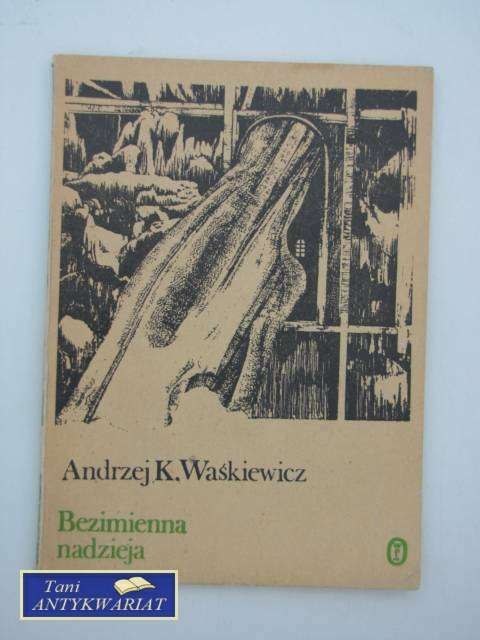 Andrzej K. Waśkiewicz
Bezimienna
nadzieja
Tani
ANTYKWARIAT